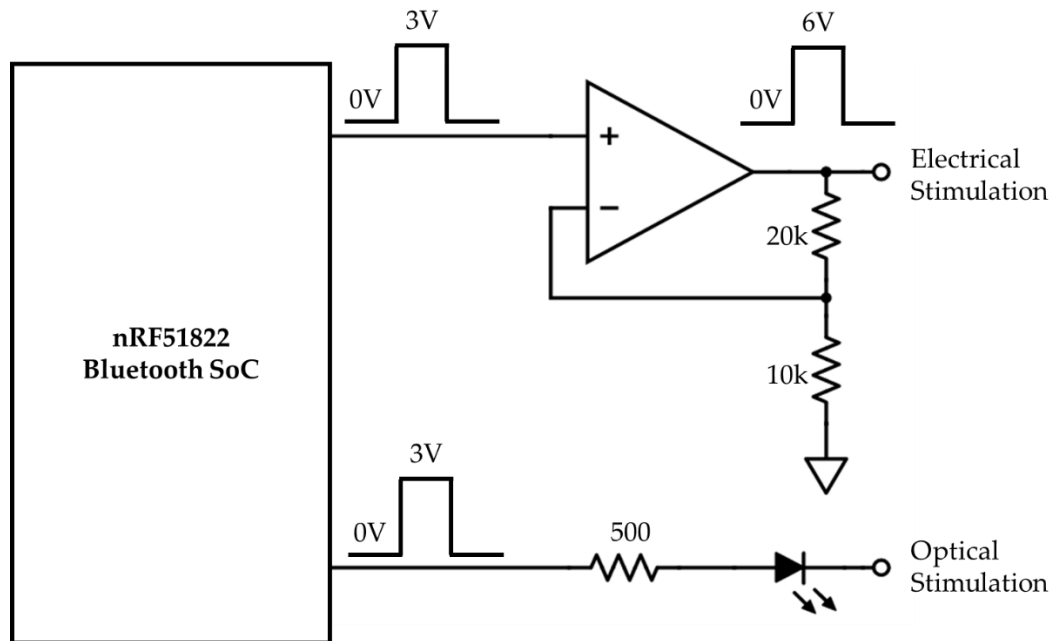 3V
6V
0V
0V
+
Electrical
Stimulation
−
20k
nRF51822
Bluetooth SoC
10k
3V
0V
500
Optical
Stimulation